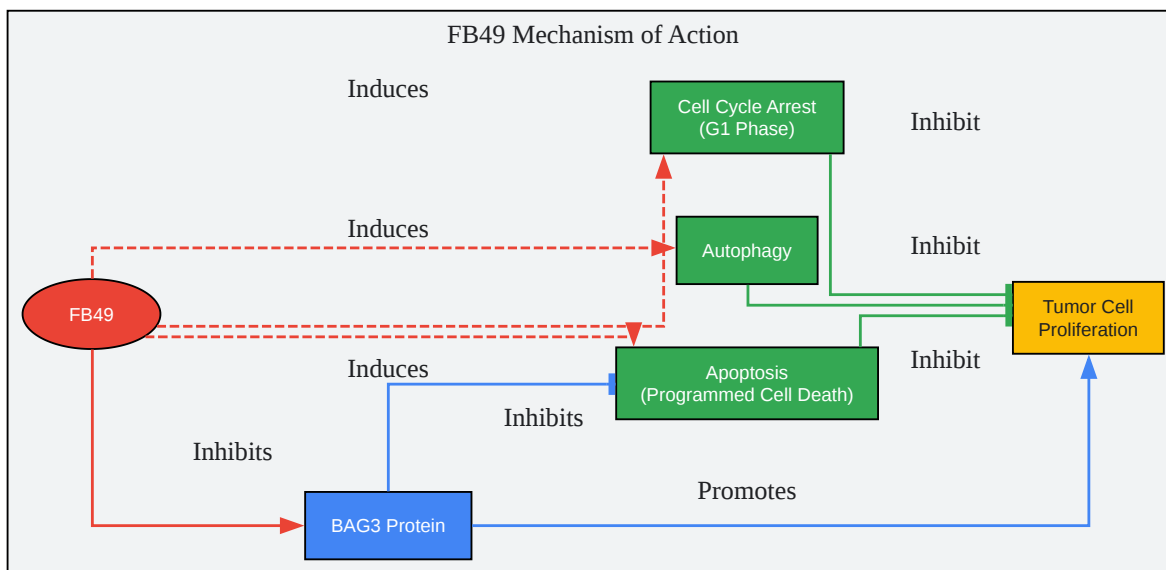 FB49 Mechanism of Action
Induces
Cell Cycle Arrest
(G1 Phase)
Inhibit
Induces
Autophagy
Inhibit
FB49
Tumor Cell
Proliferation
Induces
Apoptosis
(Programmed Cell Death)
Inhibit
Inhibits
Inhibits
Promotes
BAG3 Protein